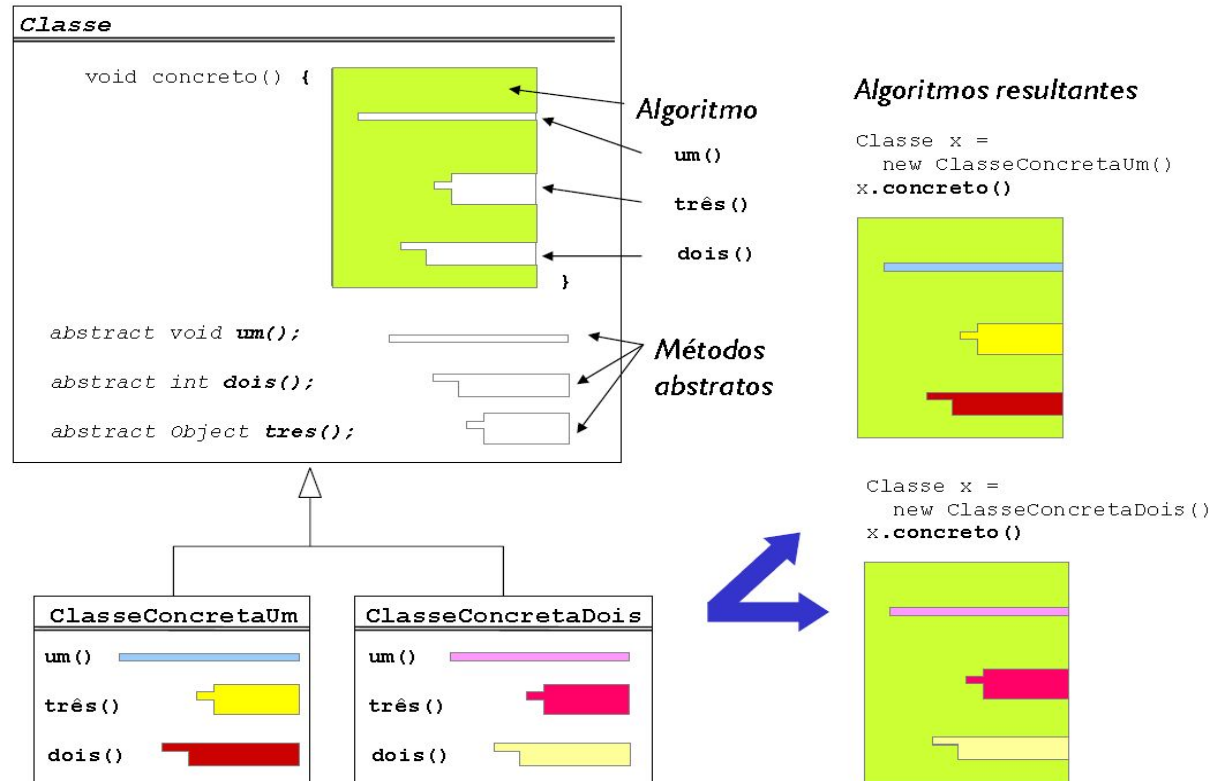 Classe
void concreto() {
Algoritmo
um()
três()
dois()
}
abstract void um();
abstract int dois();
abstract Object tres();
Métodos
abstratos
Algoritmos resultantes
Classe x =
new ClasseConcretaUm()
x.concreto()
Classe x =
new ClasseConcretaDois()
x.concreto()
ClasseConcretaUm
um()
três()
dois()
ClasseConcretaDois
um()
três()
dois()